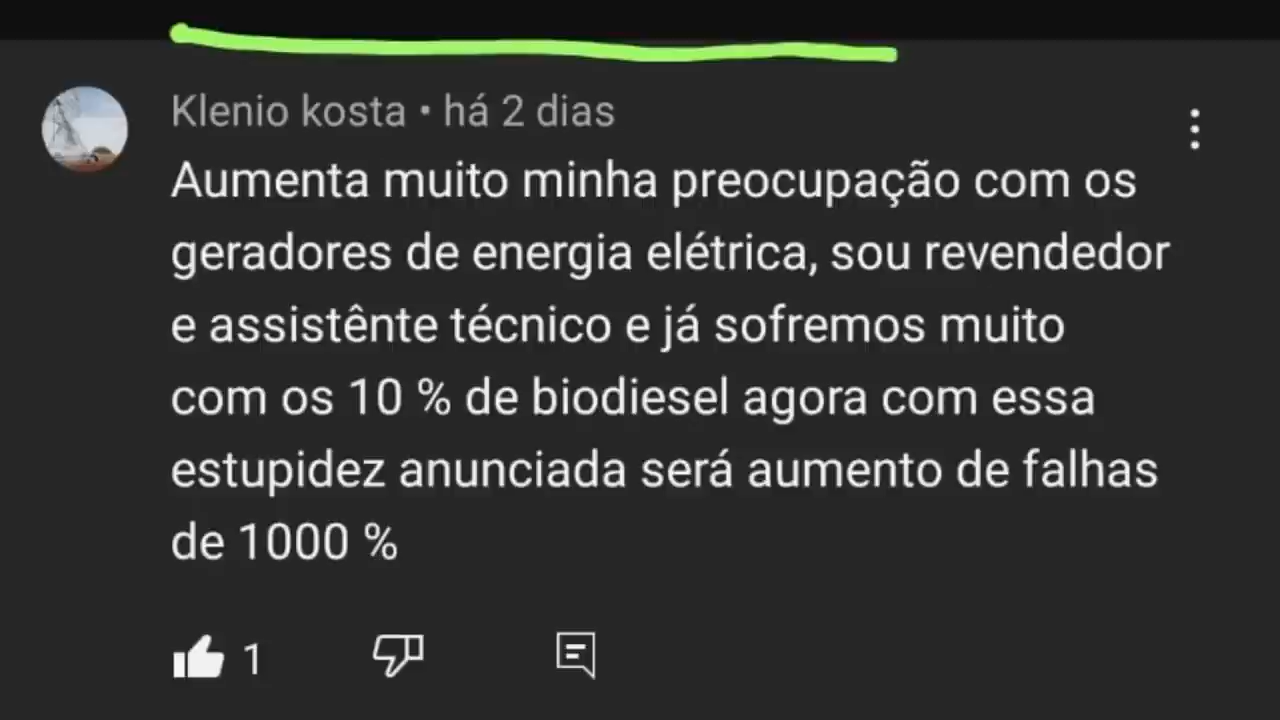 Klenio kosta • há 2 dias
Aumenta muito minha preocupação com os
geradores de energia elétrica, sou revendedor
e assistênte técnico e já sofremos muito
com os 10 % de biodiesel agora com essa
estupidez anunciada será aumento de falhas
de 1000 %
1